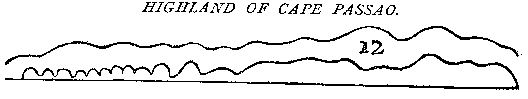 HIGHLAND OF CAPE PASSAO.
12